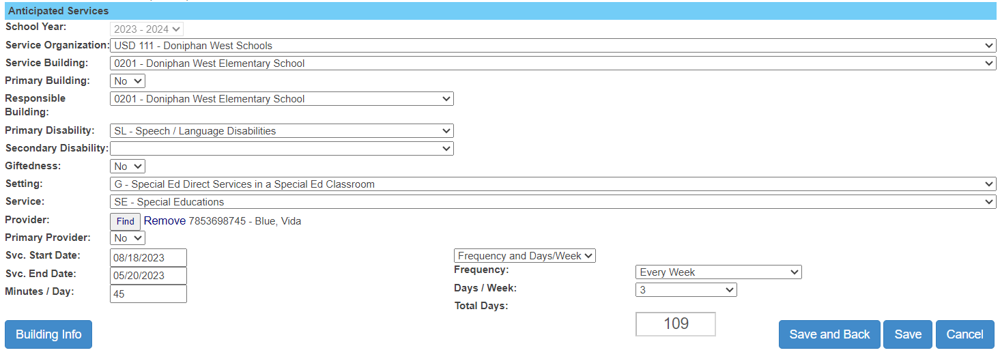 Anticipated Services
School Year: 2023 - 2024
Service Organization: USD 111 - Doniphan West Schools
Service Building: 0201 - Doniphan West Elementary School
Primary Building: No
Responsible Building: 0201 - Doniphan West Elementary School
Primary Disability: SL - Speech / Language Disabilities
Secondary Disability:
Giftedness: No
Setting: G - Special Ed Direct Services in a Special Ed Classroom
Service: SE - Special Educations
Provider: Find Remove 7853698745 - Blue, Vida
Primary Provider: No
Svc. Start Date: 08/18/2023 Frequency and Days/Week
Frequency: Every Week
Svc. End Date: 05/20/2023
Days / Week: 3
Minutes / Day: 45
Total Days: 109
Building Info Save and Back Save Cancel